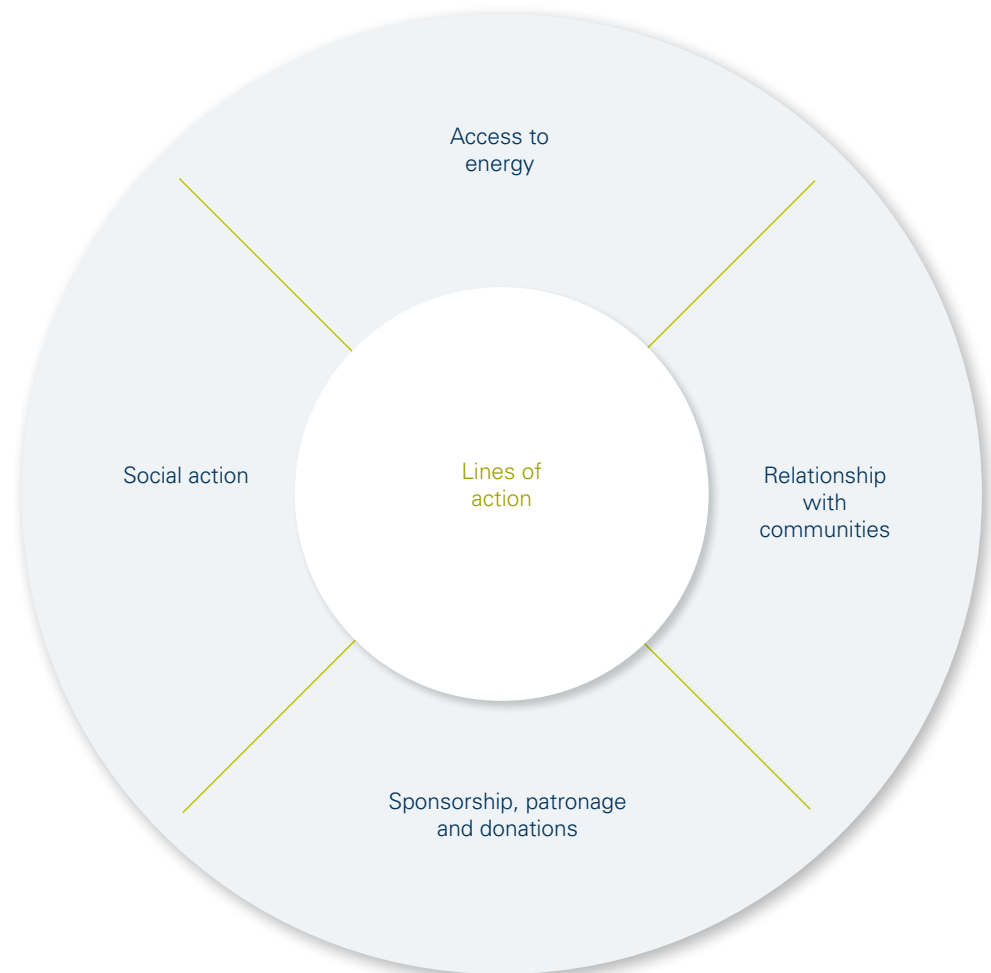 Access to
energy
Social action
Lines of
action
Relationship
with
communities
Sponsorship, patronage
and donations